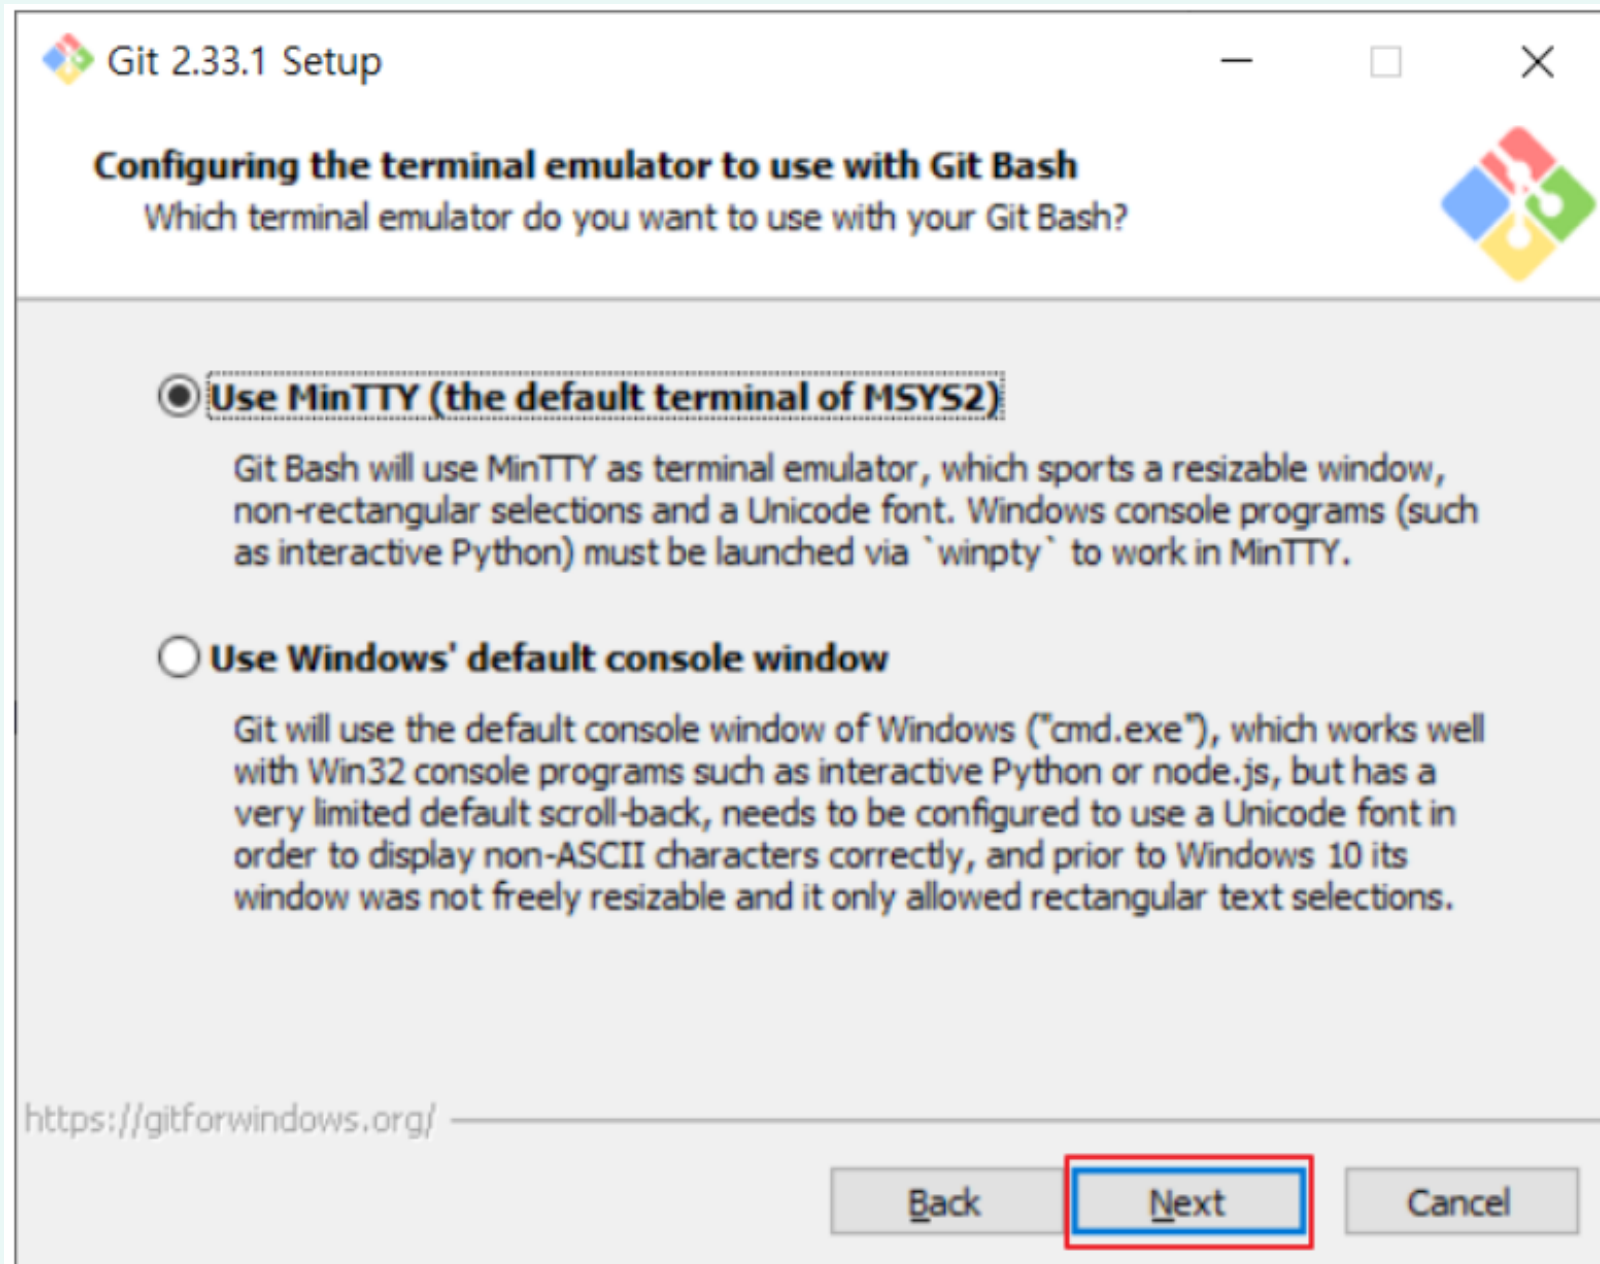 Git 2.33.1 Setup
Configuring the terminal emulator to use with Git Bash
Which terminal emulator do you want to use with your Git Bash?
Use MinTTY (the default terminal of MSYS2)
Git Bash will use MinTTY as terminal emulator, which sports a resizable window,
non-rectangular selections and a Unicode font. Windows console programs (such
as interactive Python) must be launched via `winpty` to work in MinTTY.
Use Windows' default console window
Git will use the default console window of Windows ("cmd.exe"), which works well
with Win32 console programs such as interactive Python or node.js, but has a
very limited default scroll-back, needs to be configured to use a Unicode font in
order to display non-ASCII characters correctly, and prior to Windows 10 its
window was not freely resizable and it only allowed rectangular text selections.
https://gitforwindows.org/
Back
Next
Cancel